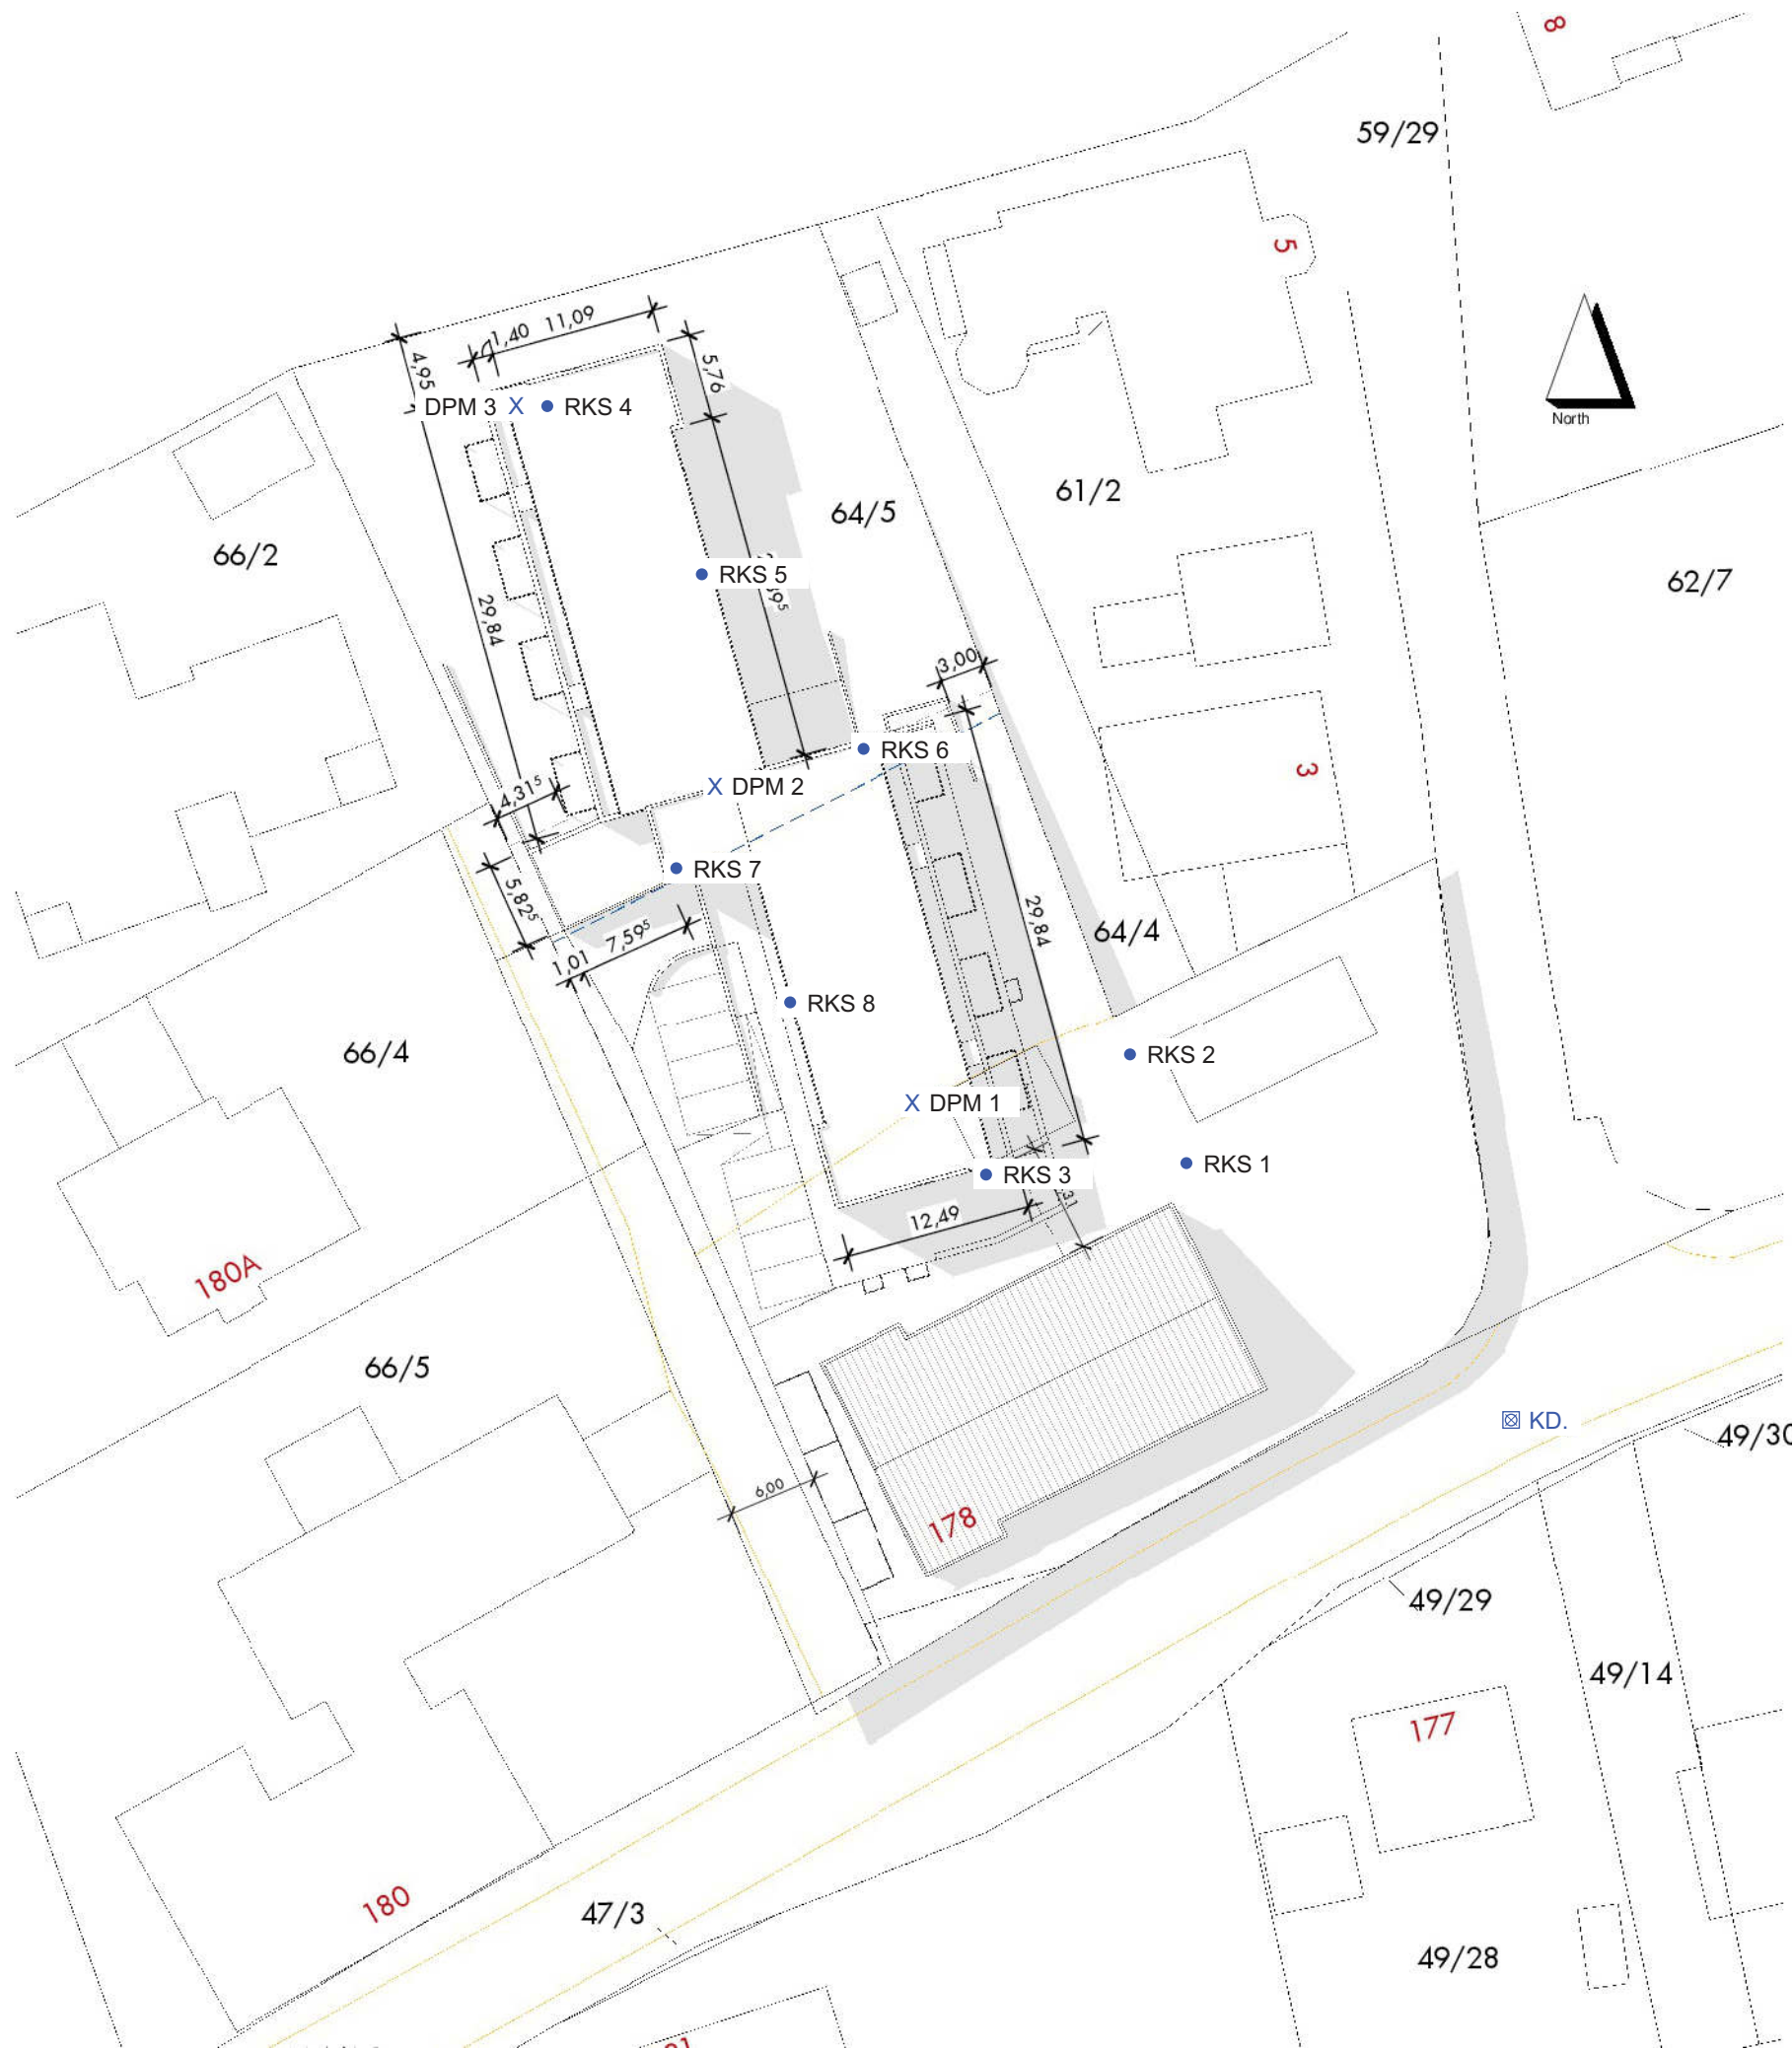 8
59/29
5
1,40 11,09
4,95
5,76
DPM 3 X RKS 4
North
61/2
64/5
66/2
RKS 5
62/7
29,84
3,00
RKS 6
3
X DPM 2
4,31⁵
RKS 7
5,82⁵
29,84
64/4
7,59⁵
1,01
RKS 8
66/4
RKS 2
X DPM 1
RKS 1
RKS 3
12,49
180A
66/5
KD.
49/30
6,00
178
49/29
49/14
177
180
47/3
49/28